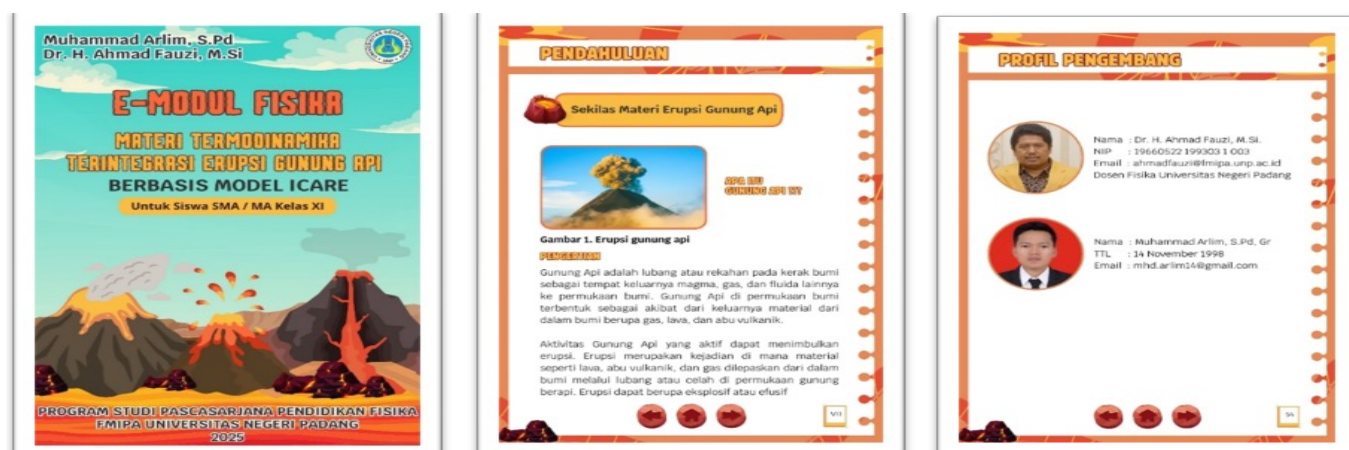 Muhammad Arlim, S.Pd
Dr. H. Ahmad Fauzi, M.Si
E-MODUL FISIKA
MATERI TERMODINAMIKA
TERINTEGRASI ERUPSI GUNUNG API
BERBASIS MODEL ICARE
Untuk Siswa SMA / MA Kelas XI
PROGRAM STUDI PASCASARJANA PENDIDIKAN FISIKA
FMIPA UNIVERSITAS NEGERI PADANG
2025
PENDAHULUAN
Sekilas Materi Erupsi Gunung Api
APA ITU
GUNUNG API ??
Gambar 1. Erupsi gunung api
PENGERTIAN
Gunung Api adalah lubang atau rekahan pada kerak bumi
sebagai tempat keluarnya magma, gas, dan fluida lainnya
ke permukaan bumi. Gunung Api di permukaan bumi
terbentuk sebagai akibat dari keluarnya material dari
dalam bumi berupa gas, lava, dan abu vulkanik.
Aktivitas Gunung Api yang aktif dapat menimbulkan
erupsi. Erupsi merupakan kejadian di mana material
seperti lava, abu vulkanik, dan gas dilepaskan dari dalam
bumi melalui lubang atau celah di permukaan gunung
berapi. Erupsi dapat berupa eksplosif atau efusif
PROFIL PENGEMBANG
Nama : Dr. H. Ahmad Fauzi, M.Si.
NIP : 19660522 199303 1 003
Email : ahmadfauzi@fmipa.unp.ac.id
Dosen Fisika Universitas Negeri Padang
Nama : Muhammad Arlim, S.Pd, Gr
TTL : 14 November 1998
Email : mhd.arlim14@gmail.com